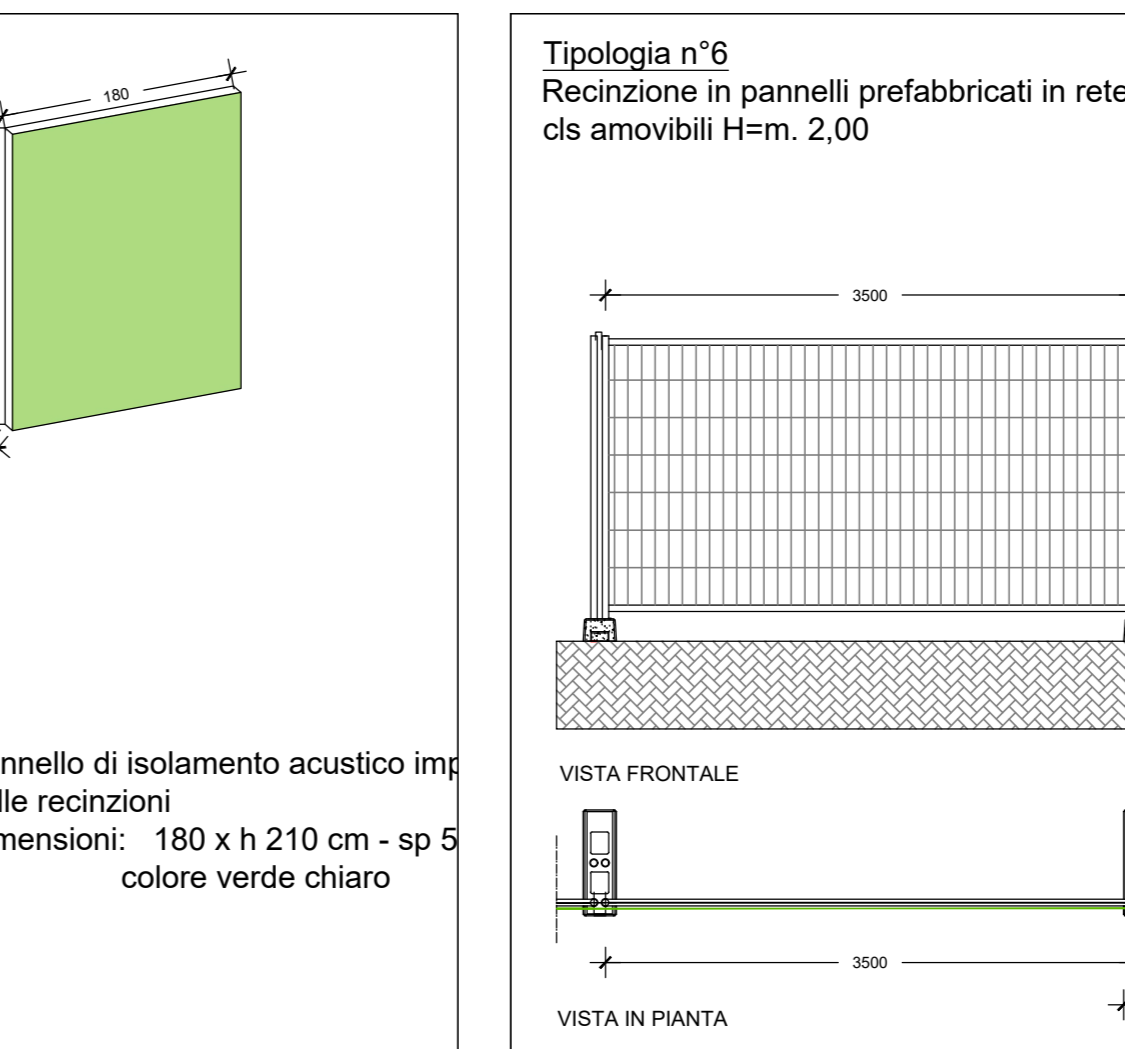 180
nnello di isolamento acustico imp
lle recinzioni
mensioni: 180 x h 210 cm - sp 5
colore verde chiaro
Tipologia n°6
Recinzione in pannelli prefabbricati in rete
cls amovibili H=m. 2,00
3500
VISTA FRONTALE
3500
VISTA IN PIANTA